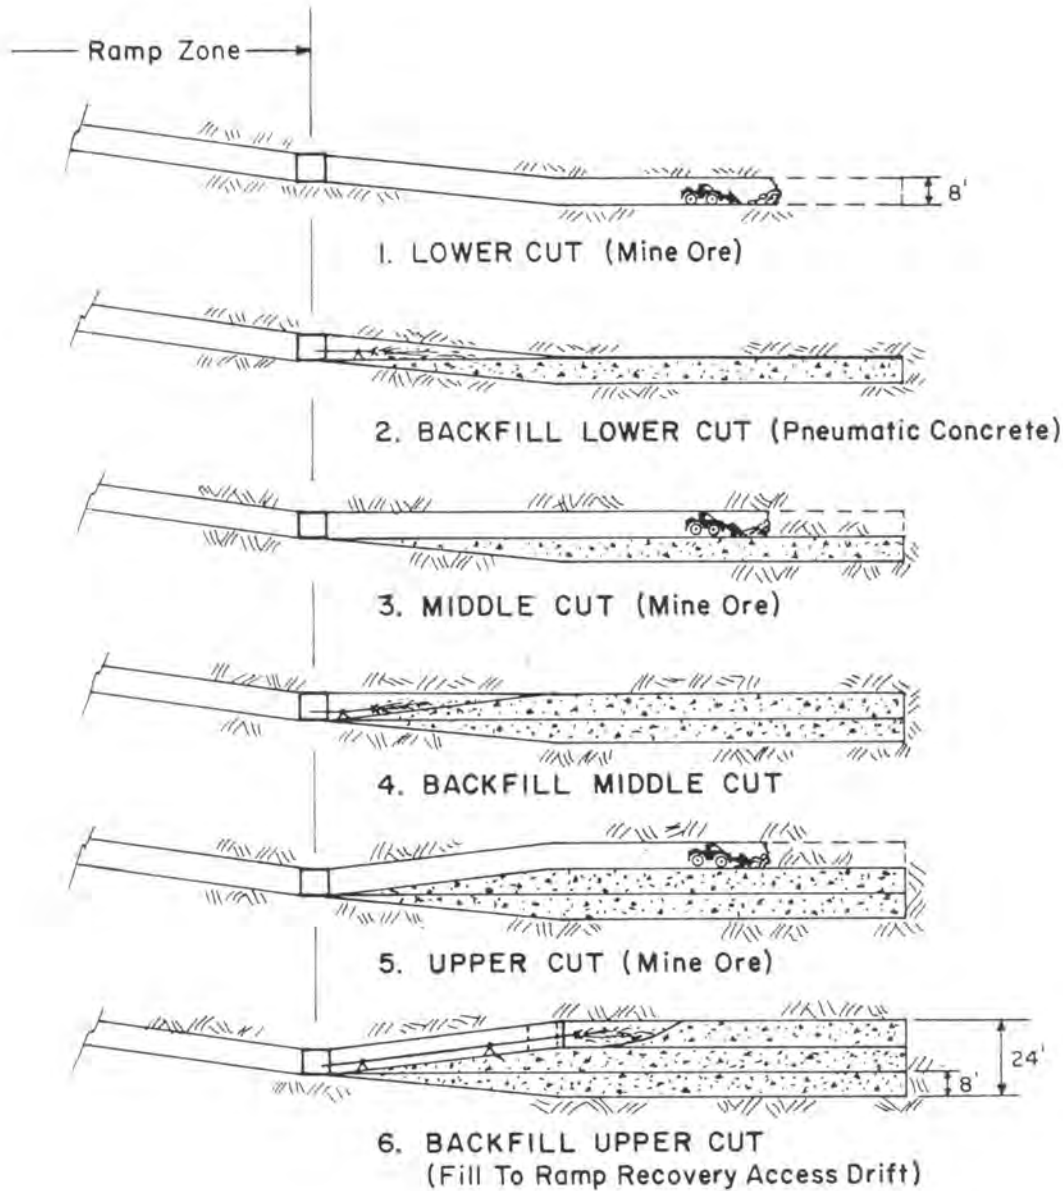 Ramp Zone
8'
1. LOWER CUT (Mine Ore)
2. BACKFILL LOWER CUT (Pneumatic Concrete)
3. MIDDLE CUT (Mine Ore)
4. BACKFILL MIDDLE CUT
5. UPPER CUT (Mine Ore)
24'
8'
6. BACKFILL UPPER CUT
(Fill To Ramp Recovery Access Drift)